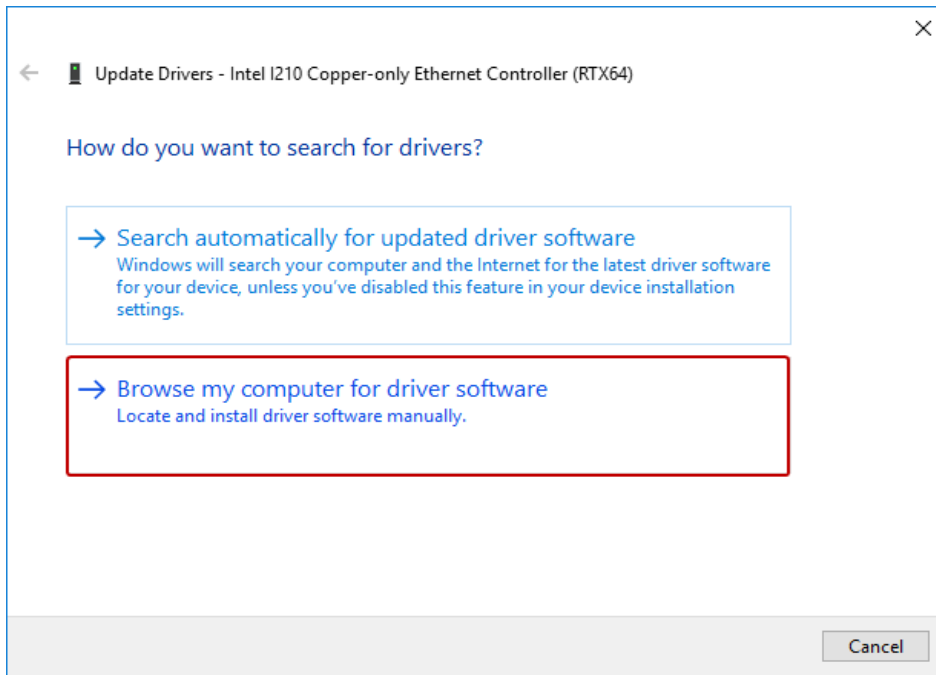 Update Drivers - Intel I210 Copper-only Ethernet Controller (RTX64)
How do you want to search for drivers?
Search automatically for updated driver software
Windows will search your computer and the Internet for the latest driver software
for your device, unless you've disabled this feature in your device installation
settings.
Browse my computer for driver software
Locate and install driver software manually.
Cancel